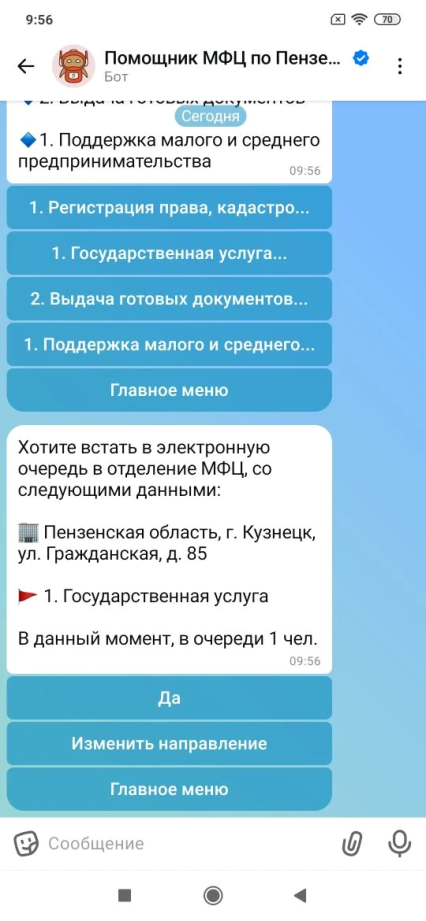 9:56
70
Помощник МФЦ по Пензе...
Бот
2. Выдача готовых документов
Сегодня
1. Поддержка малого и среднего
предпринимательства
09:56
1. Регистрация права, кадастро...
1. Государственная услуга...
2. Выдача готовых документов...
1. Поддержка малого и среднего...
Главное меню
Хотите встать в электронную
очередь в отделение МФЦ, со
следующими данными:
Пензенская область, г. Кузнецк,
ул. Гражданская, д. 85
1. Государственная услуга
В данный момент, в очереди 1 чел.
09:56
Да
Изменить направление
Главное меню
Сообщение